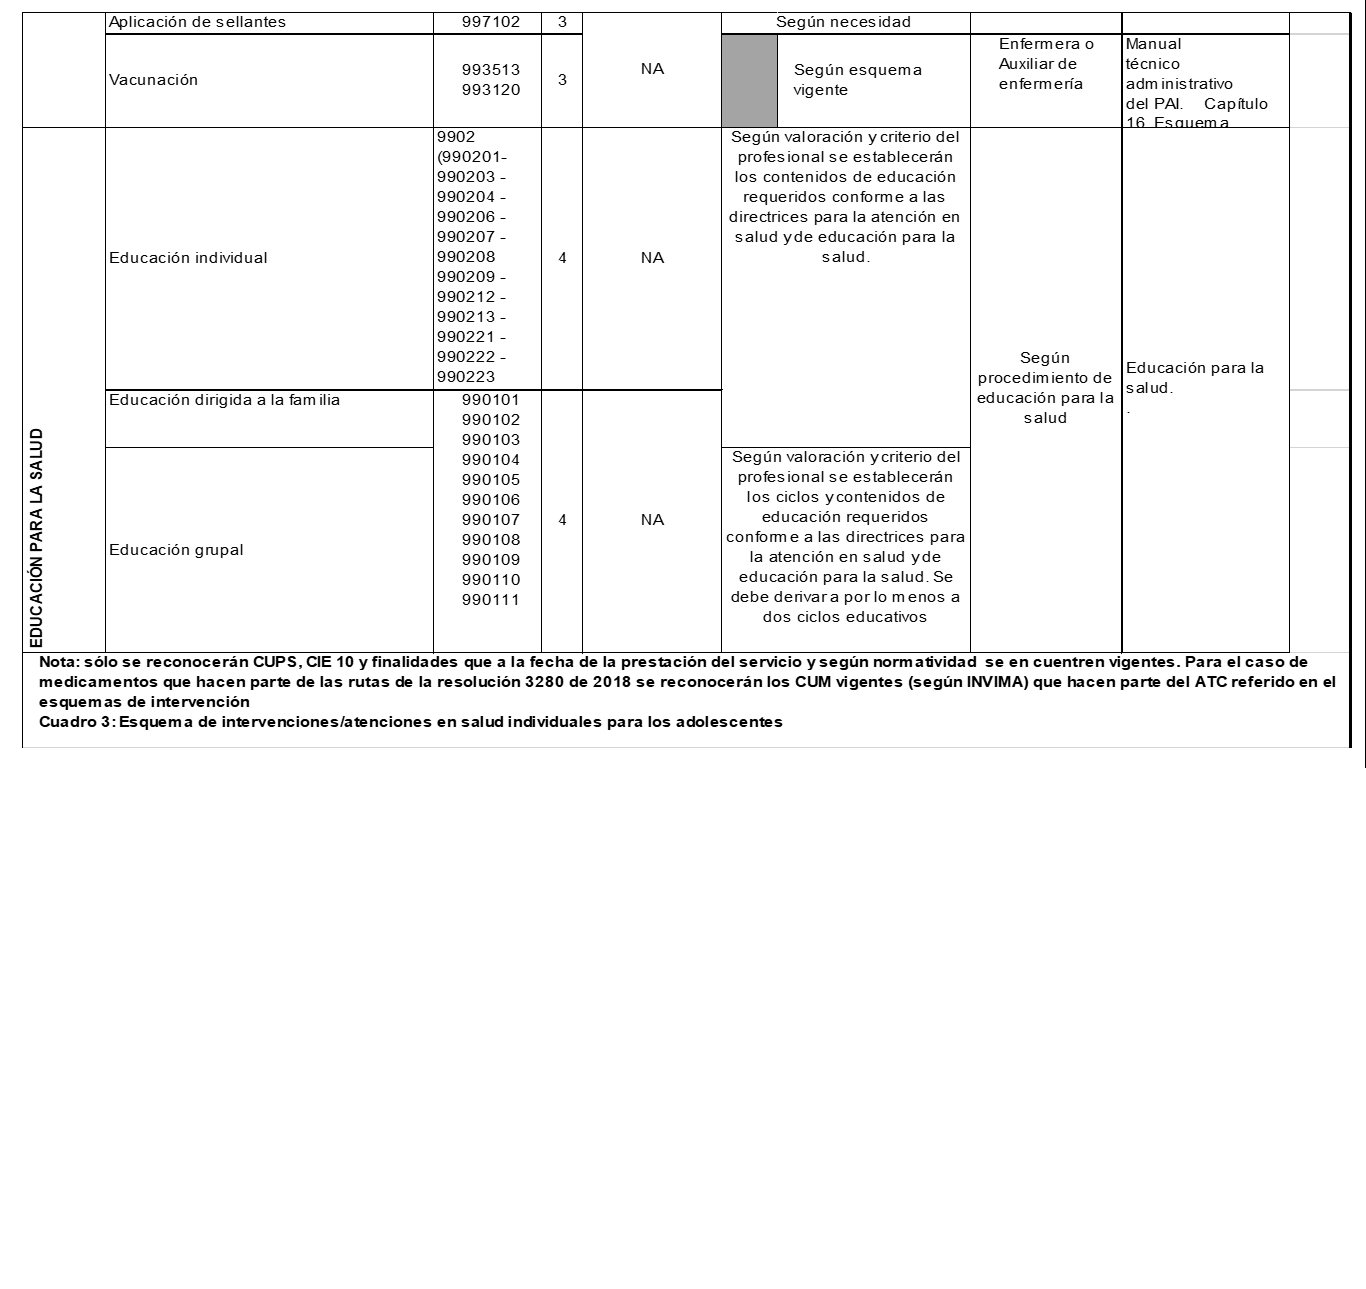 Aplicación de sellantes 997102 3 Según necesidad
Vacunación
993513
993120
3
NA
Según esquema
vigente
Enfermera o
Auxiliar de
enfermería
Manual
técnico
administrativo
del PAI. Capítulo
16 Esquema
EDUCACIÓN PARA LA SALUD
Educación individual
9902
(990201-
990203 -
990204 -
990206 -
990207 -
990208
990209 -
990212 -
990213 -
990221 -
990222 -
990223
4
NA
Según valoración y criterio del
profesional se establecerán
los contenidos de educación
requeridos conforme a las
directrices para la atención en
salud y de educación para la
salud.
Según
procedimiento de
educación para la
salud
Educación para la
salud.
.
Educación dirigida a la familia
990101
990102
990103
990104
990105
990106
990107
990108
990109
990110
990111
4
NA
Educación grupal
Según valoración y criterio del
profesional se establecerán
los ciclos y contenidos de
educación requeridos
conforme a las directrices para
la atención en salud y de
educación para la salud. Se
debe derivar a por lo menos a
dos ciclos educativos
Nota: sólo se reconocerán CUPS, CIE 10 y finalidades que a la fecha de la prestación del servicio y según normatividad se en cuentren vigentes. Para el caso de
medicamentos que hacen parte de las rutas de la resolución 3280 de 2018 se reconocerán los CUM vigentes (según INVIMA) que hacen parte del ATC referido en el
esquemas de intervención
Cuadro 3: Esquema de intervenciones/atenciones en salud individuales para los adolescentes